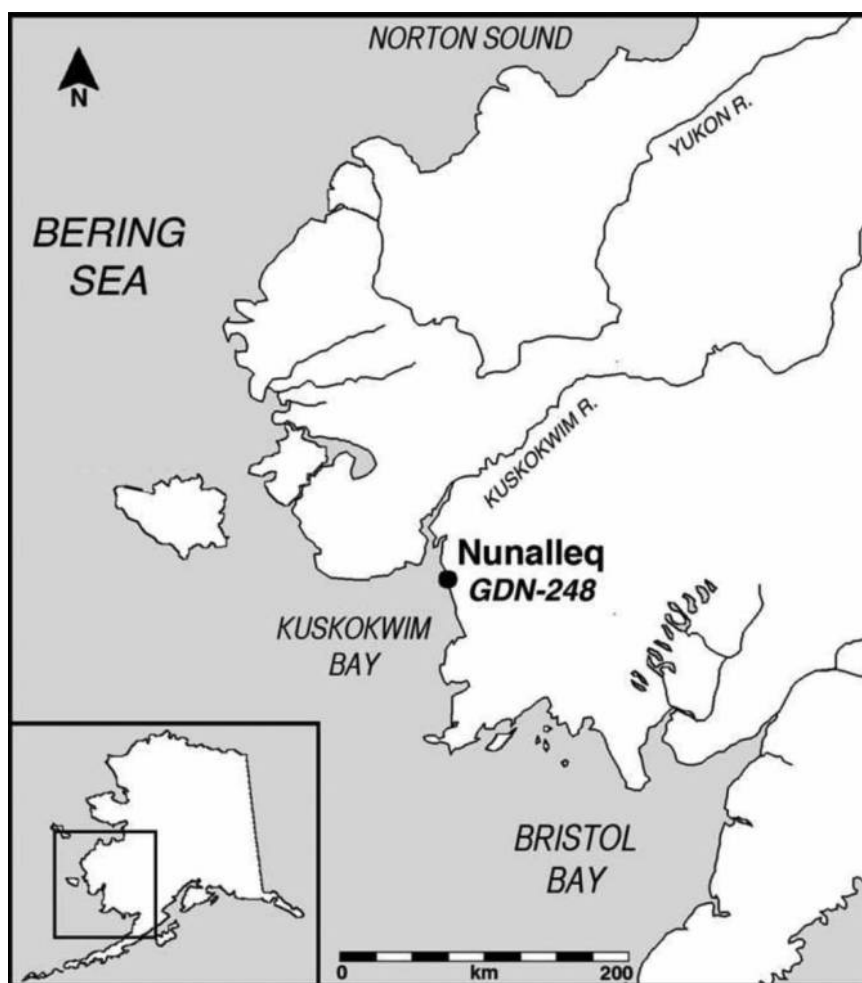 NORTON SOUND
N
YUKON R.
BERING
SEA
KUSKOKWIM R.
Nunalleq
GDN-248
KUSKOKWIM
BAY
BRISTOL
BAY
0 km 200